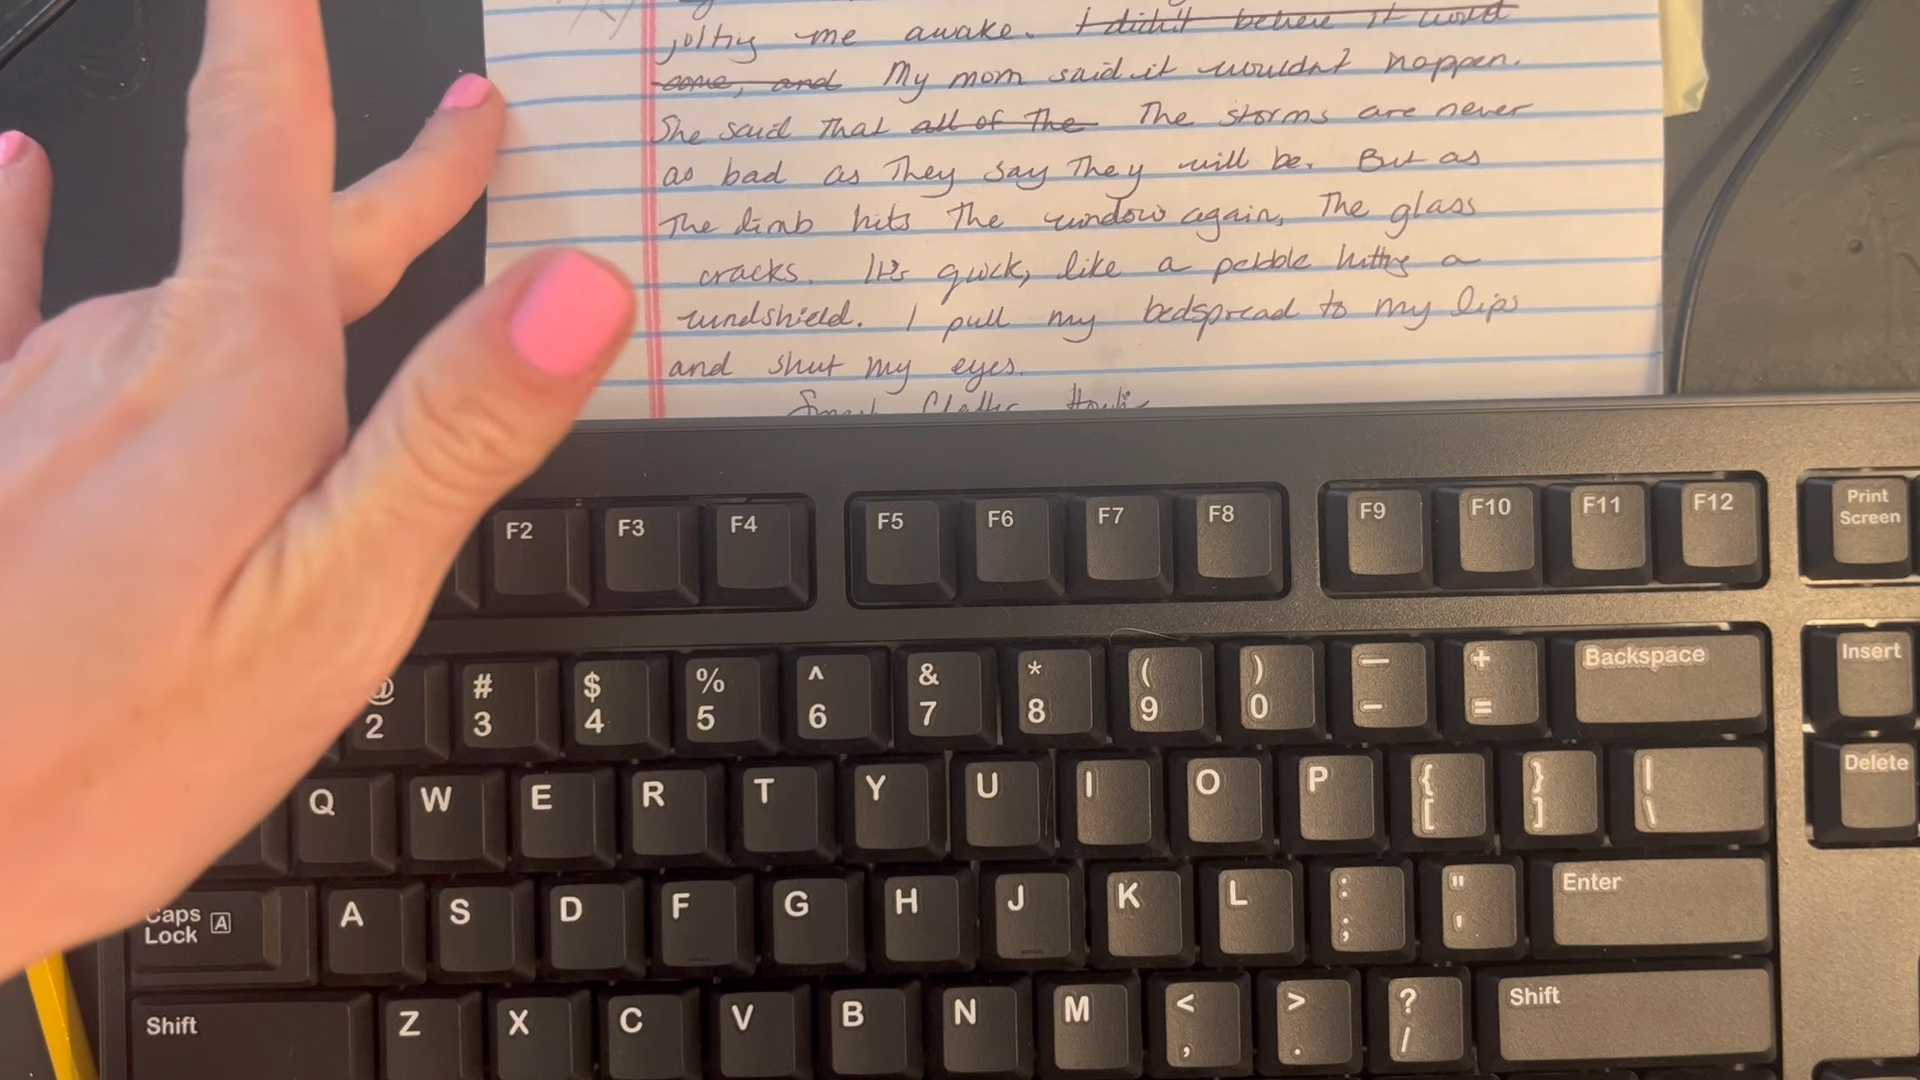 jolting me awake. I didn't believe it would
come, and My mom said it wouldn't happen.
She said that all of the The storms are never
as bad as They say They will be. But as
The limb hits The window again, The glass
cracks. It's quick, like a pebble hitting a
windshield. I pull my bedspread to my lips
and shut my eyes.
Smash Clatter Howl
F2 F3 F4 F5 F6 F7 F8 F9 F10 F11 F12 Print Screen
@ 2 # 3 $ 4 % 5 ^ 6 & 7 * 8 ( 9 ) 0 — - + = Backspace Insert
Q W E R T Y U I O P { [ } ] | \ Delete
Caps Lock A A S D F G H J K L : ; " ' Enter
Shift Z X C V B N M < , > . ? / Shift